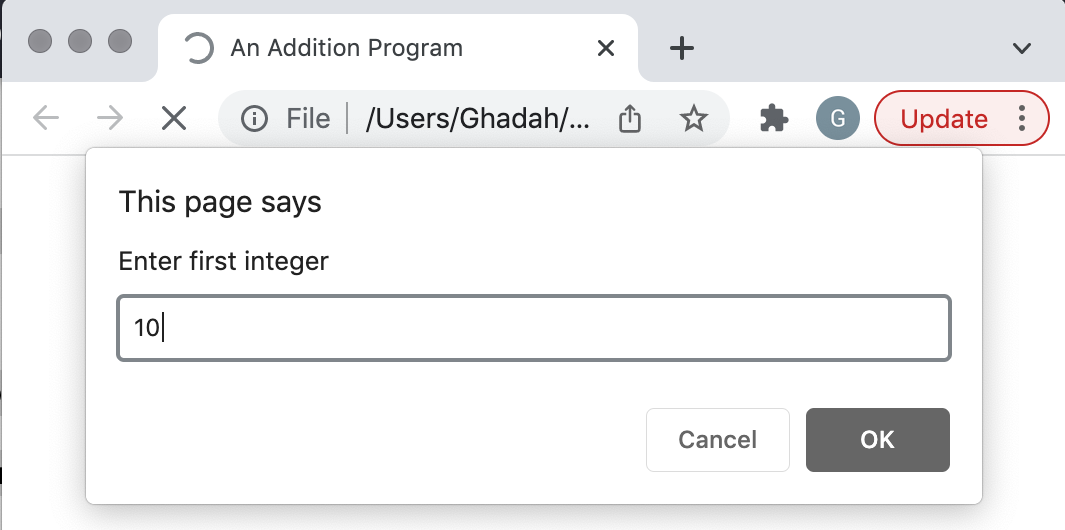 An Addition Program
File /Users/Ghadah/...
G
Update
This page says
Enter first integer
10
Cancel
OK